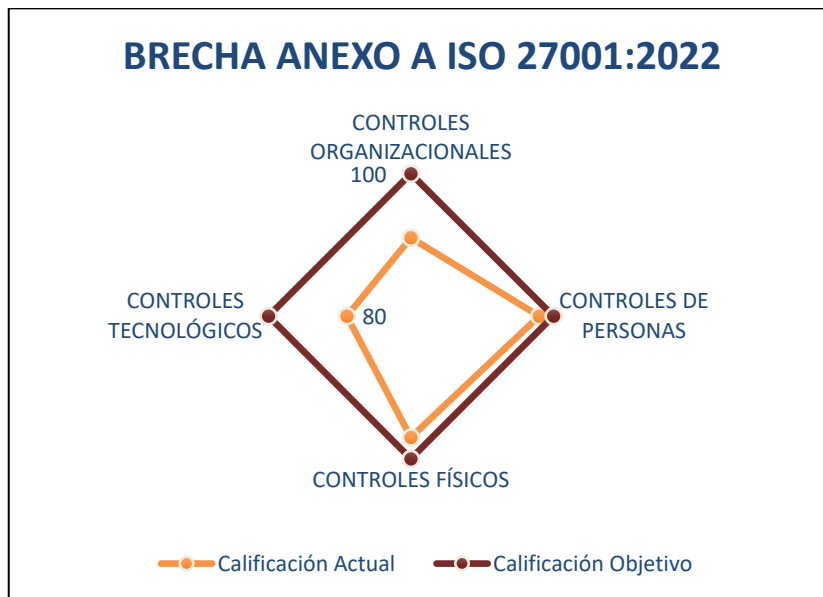 BRECHA ANEXO A ISO 27001:2022
CONTROLES
ORGANIZACIONALES
100
CONTROLES
TECNOLÓGICOS
80
CONTROLES DE
PERSONAS
CONTROLES FÍSICOS
Calificación Actual
Calificación Objetivo